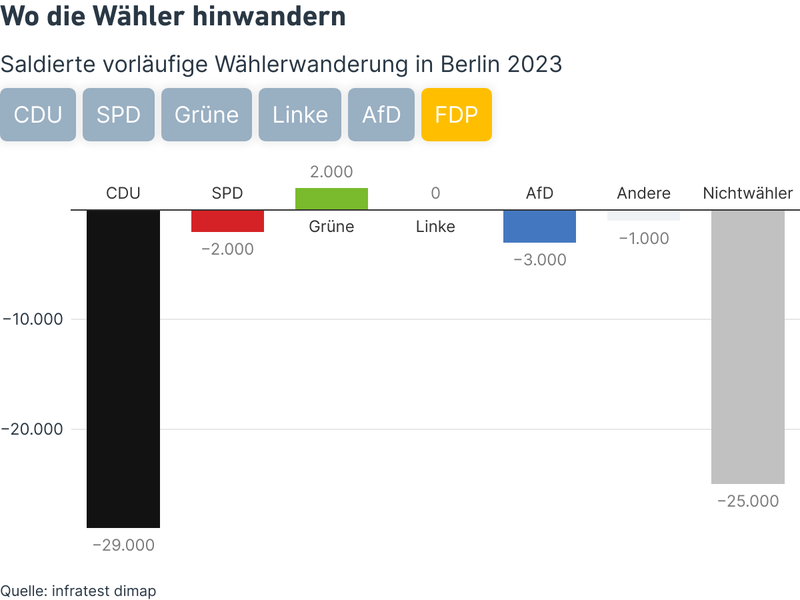 Wo die Wähler hinwandern
Saldierte vorläufige Wählerwanderung in Berlin 2023
CDU SPD Grüne Linke AfD FDP
2.000
CDU SPD 0 AfD Andere Nichtwähler
Grüne Linke
−2.000 −3.000 −1.000
−10.000
−20.000
−25.000
−29.000
Quelle: infratest dimap